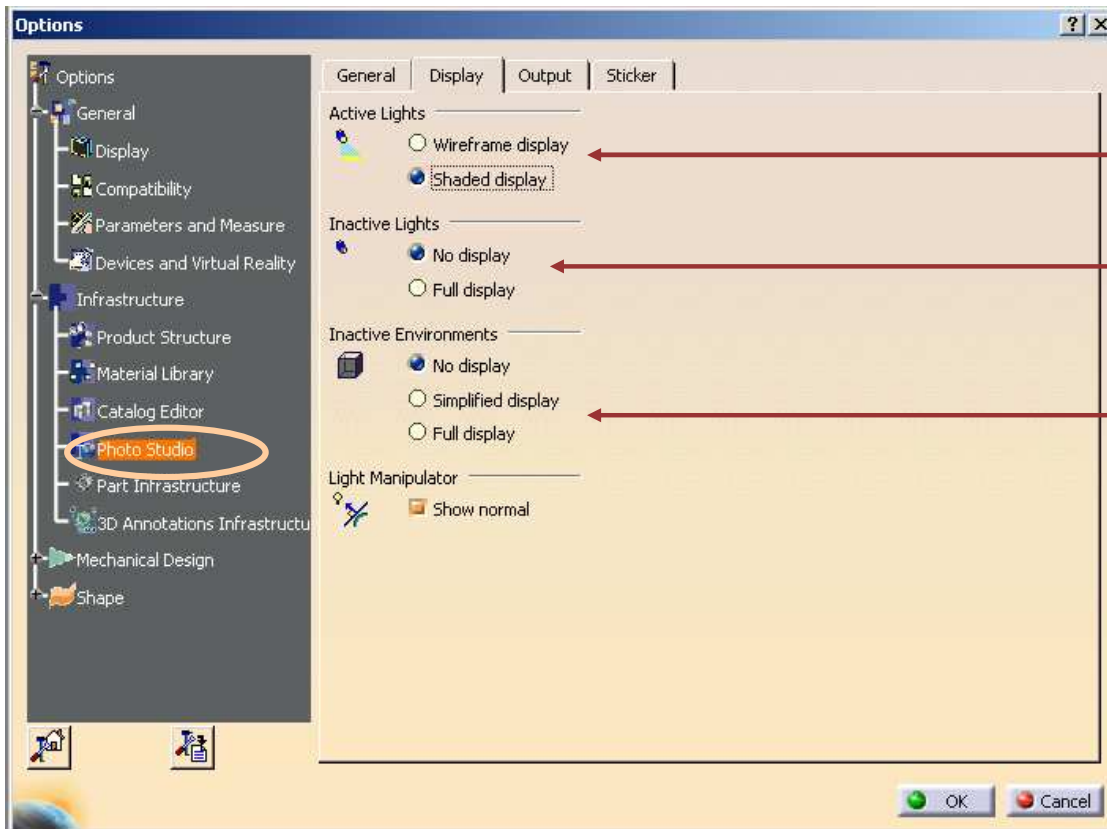 Options
Options
General
Display
Compatibility
Parameters and Measure
Devices and Virtual Reality
Infrastructure
Product Structure
Material Library
Catalog Editor
Photo Studio
Part Infrastructure
3D Annotations Infrastructu
Mechanical Design
Shape
General Display Output Sticker
Active Lights
Wireframe display
Shaded display
Inactive Lights
No display
Full display
Inactive Environments
No display
Simplified display
Full display
Light Manipulator
Show normal
OK Cancel